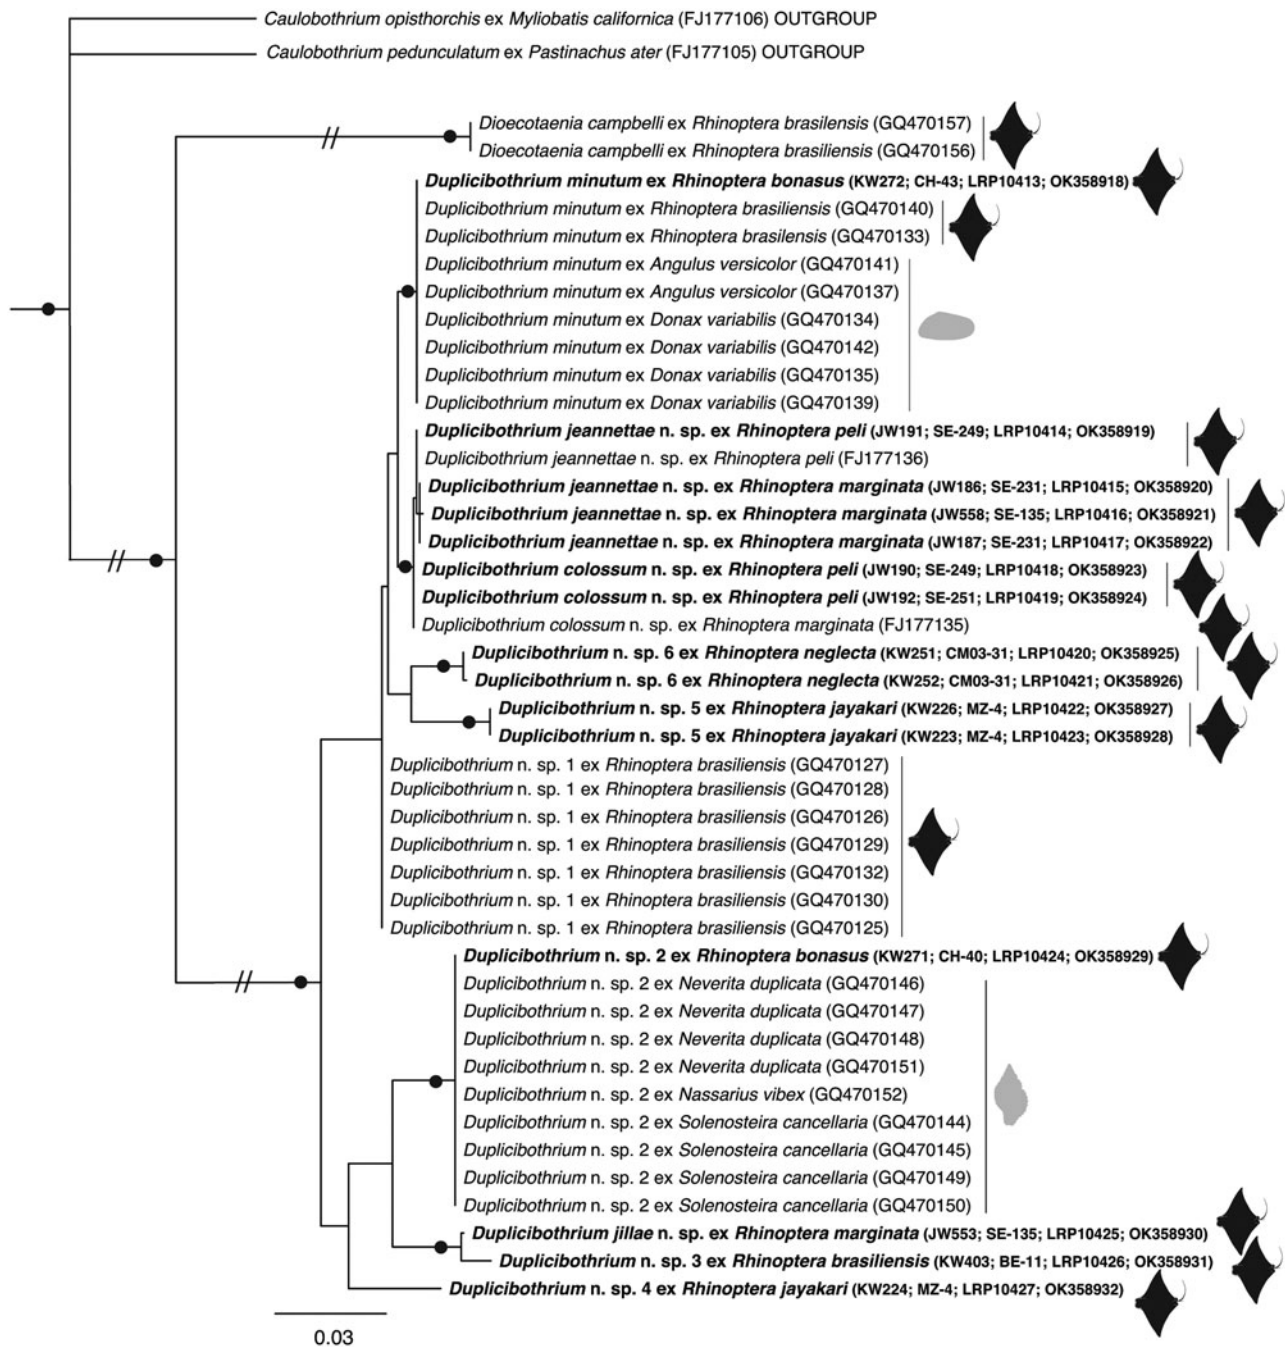 Caulobothrium opisthorchis ex Myliobatis californica (FJ177106) OUTGROUP
Caulobothrium pedunculatum ex Pastinachus ater (FJ177105) OUTGROUP
Dioecotaenia campbelli ex Rhinoptera brasilensis (GQ470157)
Dioecotaenia campbelli ex Rhinoptera brasiliensis (GQ470156)
Duplicibothrium minutum ex Rhinoptera bonasus (KW272; CH-43; LRP10413; OK358918)
Duplicibothrium minutum ex Rhinoptera brasiliensis (GQ470140)
Duplicibothrium minutum ex Rhinoptera brasilensis (GQ470133)
Duplicibothrium minutum ex Angulus versicolor (GQ470141)
Duplicibothrium minutum ex Angulus versicolor (GQ470137)
Duplicibothrium minutum ex Donax variabilis (GQ470134)
Duplicibothrium minutum ex Donax variabilis (GQ470142)
Duplicibothrium minutum ex Donax variabilis (GQ470135)
Duplicibothrium minutum ex Donax variabilis (GQ470139)
Duplicibothrium jeannettae n. sp. ex Rhinoptera peli (JW191; SE-249; LRP10414; OK358919)
Duplicibothrium jeannettae n. sp. ex Rhinoptera peli (FJ177136)
Duplicibothrium jeannettae n. sp. ex Rhinoptera marginata (JW186; SE-231; LRP10415; OK358920)
Duplicibothrium jeannettae n. sp. ex Rhinoptera marginata (JW558; SE-135; LRP10416; OK358921)
Duplicibothrium jeannettae n. sp. ex Rhinoptera marginata (JW187; SE-231; LRP10417; OK358922)
Duplicibothrium colossum n. sp. ex Rhinoptera peli (JW190; SE-249; LRP10418; OK358923)
Duplicibothrium colossum n. sp. ex Rhinoptera peli (JW192; SE-251; LRP10419; OK358924)
Duplicibothrium colossum n. sp. ex Rhinoptera marginata (FJ177135)
Duplicibothrium n. sp. 6 ex Rhinoptera neglecta (KW251; CM03-31; LRP10420; OK358925)
Duplicibothrium n. sp. 6 ex Rhinoptera neglecta (KW252; CM03-31; LRP10421; OK358926)
Duplicibothrium n. sp. 5 ex Rhinoptera jayakari (KW226; MZ-4; LRP10422; OK358927)
Duplicibothrium n. sp. 5 ex Rhinoptera jayakari (KW223; MZ-4; LRP10423; OK358928)
Duplicibothrium n. sp. 1 ex Rhinoptera brasiliensis (GQ470127)
Duplicibothrium n. sp. 1 ex Rhinoptera brasiliensis (GQ470128)
Duplicibothrium n. sp. 1 ex Rhinoptera brasiliensis (GQ470126)
Duplicibothrium n. sp. 1 ex Rhinoptera brasiliensis (GQ470129)
Duplicibothrium n. sp. 1 ex Rhinoptera brasiliensis (GQ470132)
Duplicibothrium n. sp. 1 ex Rhinoptera brasiliensis (GQ470130)
Duplicibothrium n. sp. 1 ex Rhinoptera brasiliensis (GQ470125)
Duplicibothrium n. sp. 2 ex Rhinoptera bonasus (KW271; CH-40; LRP10424; OK358929)
Duplicibothrium n. sp. 2 ex Neverita duplicata (GQ470146)
Duplicibothrium n. sp. 2 ex Neverita duplicata (GQ470147)
Duplicibothrium n. sp. 2 ex Neverita duplicata (GQ470148)
Duplicibothrium n. sp. 2 ex Neverita duplicata (GQ470151)
Duplicibothrium n. sp. 2 ex Nassarius vibex (GQ470152)
Duplicibothrium n. sp. 2 ex Solenosteira cancellaria (GQ470144)
Duplicibothrium n. sp. 2 ex Solenosteira cancellaria (GQ470145)
Duplicibothrium n. sp. 2 ex Solenosteira cancellaria (GQ470149)
Duplicibothrium n. sp. 2 ex Solenosteira cancellaria (GQ470150)
Duplicibothrium jillae n. sp. ex Rhinoptera marginata (JW553; SE-135; LRP10425; OK358930)
Duplicibothrium n. sp. 3 ex Rhinoptera brasiliensis (KW403; BE-11; LRP10426; OK358931)
Duplicibothrium n. sp. 4 ex Rhinoptera jayakari (KW224; MZ-4; LRP10427; OK358932)
0.03